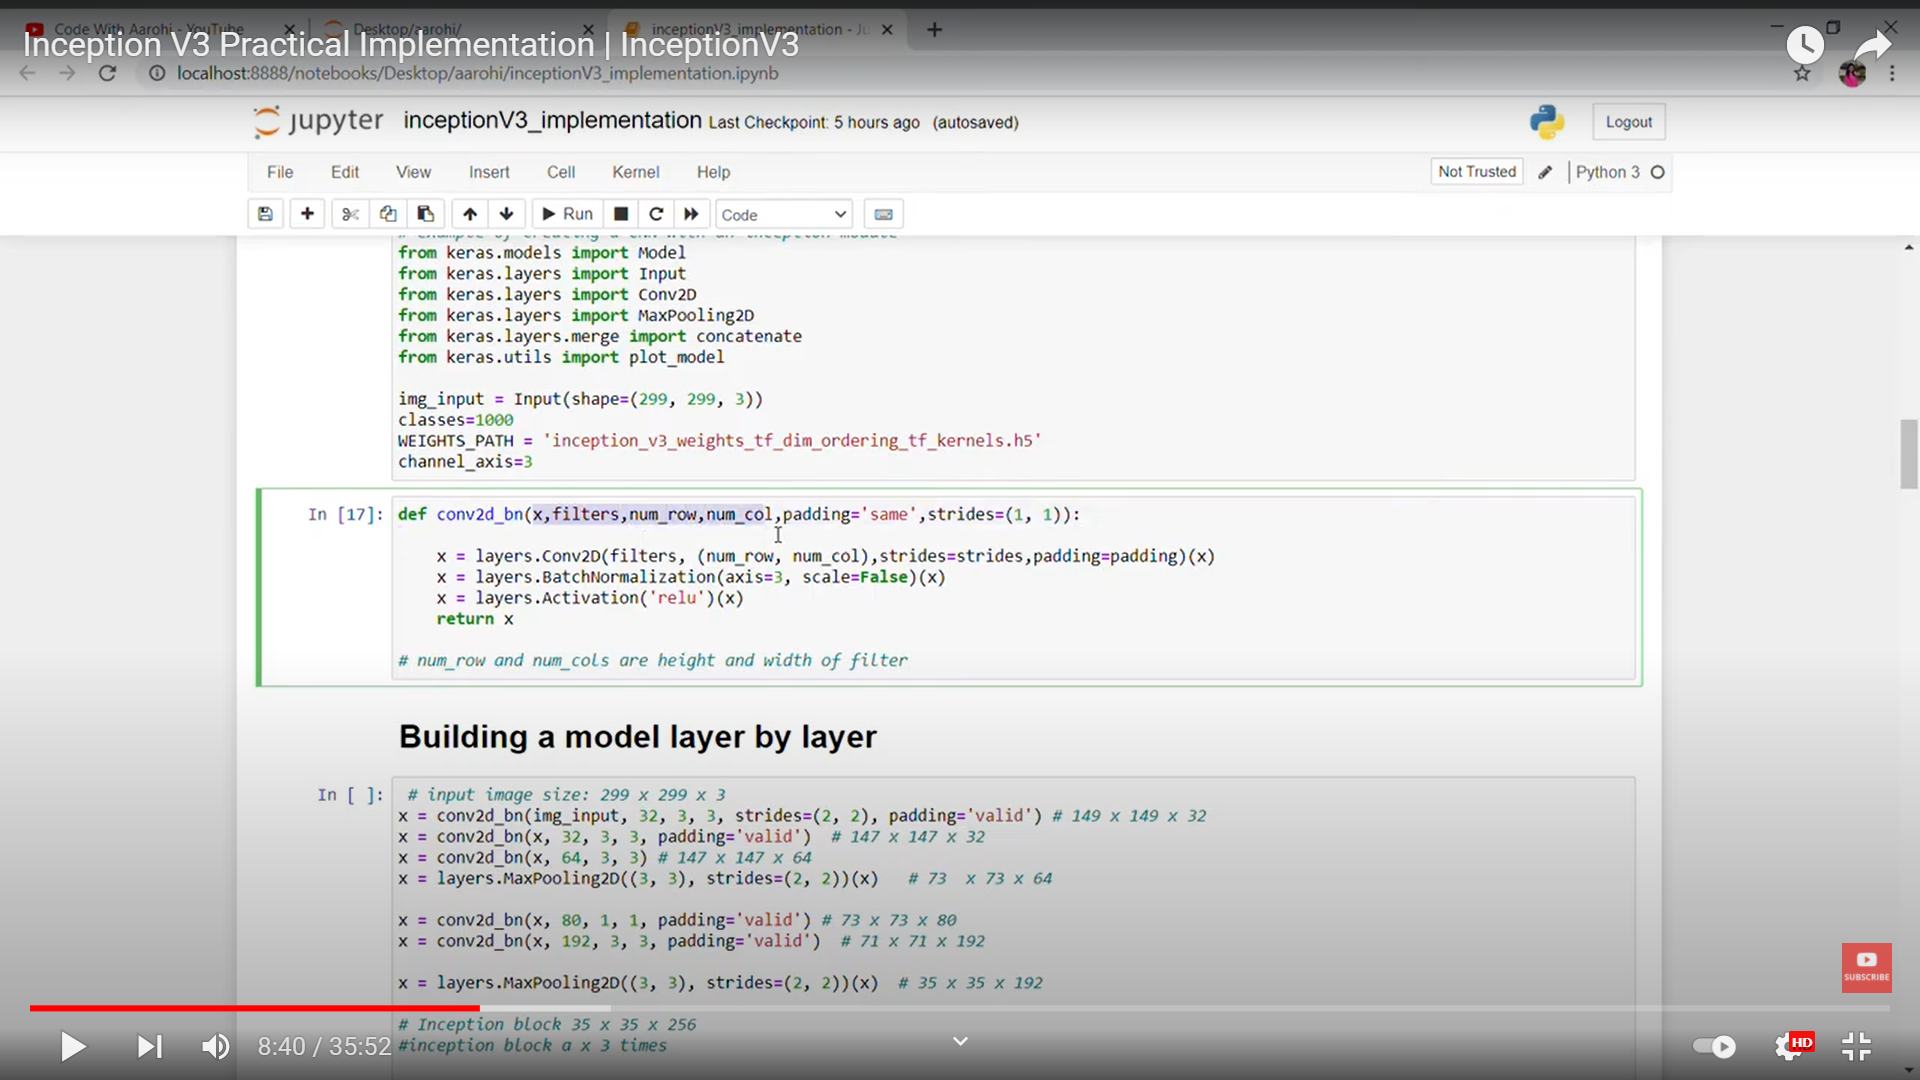 Code With Aarohi - YouTube
Desktop/aarohi/
inceptionV3_implementation - Ju
Inception V3 Practical Implementation | InceptionV3
localhost:8888/notebooks/Desktop/aarohi/inceptionV3_implementation.ipynb
jupyter inceptionV3_implementation Last Checkpoint: 5 hours ago (autosaved)
Logout
File Edit View Insert Cell Kernel Help
Not Trusted
Python 3
Run
Code
# example of creating a CNN with an inception module
from keras.models import Model
from keras.layers import Input
from keras.layers import Conv2D
from keras.layers import MaxPooling2D
from keras.layers.merge import concatenate
from keras.utils import plot_model
img_input = Input(shape=(299, 299, 3))
classes=1000
WEIGHTS_PATH = 'inception_v3_weights_tf_dim_ordering_tf_kernels.h5'
channel_axis=3
In [17]: def conv2d_bn(x,filters,num_row,num_col,padding='same',strides=(1, 1)):
x = layers.Conv2D(filters, (num_row, num_col),strides=strides,padding=padding)(x)
x = layers.BatchNormalization(axis=3, scale=False)(x)
x = layers.Activation('relu')(x)
return x
# num_row and num_cols are height and width of filter
Building a model layer by layer
In [ ]: # input image size: 299 x 299 x 3
x = conv2d_bn(img_input, 32, 3, 3, strides=(2, 2), padding='valid') # 149 x 149 x 32
x = conv2d_bn(x, 32, 3, 3, padding='valid') # 147 x 147 x 32
x = conv2d_bn(x, 64, 3, 3) # 147 x 147 x 64
x = layers.MaxPooling2D((3, 3), strides=(2, 2))(x) # 73 x 73 x 64
x = conv2d_bn(x, 80, 1, 1, padding='valid') # 73 x 73 x 80
x = conv2d_bn(x, 192, 3, 3, padding='valid') # 71 x 71 x 192
x = layers.MaxPooling2D((3, 3), strides=(2, 2))(x) # 35 x 35 x 192
SUBSCRIBE
# Inception block 35 x 35 x 256
#inception block a x 3 times
8:40 / 35:52
HD